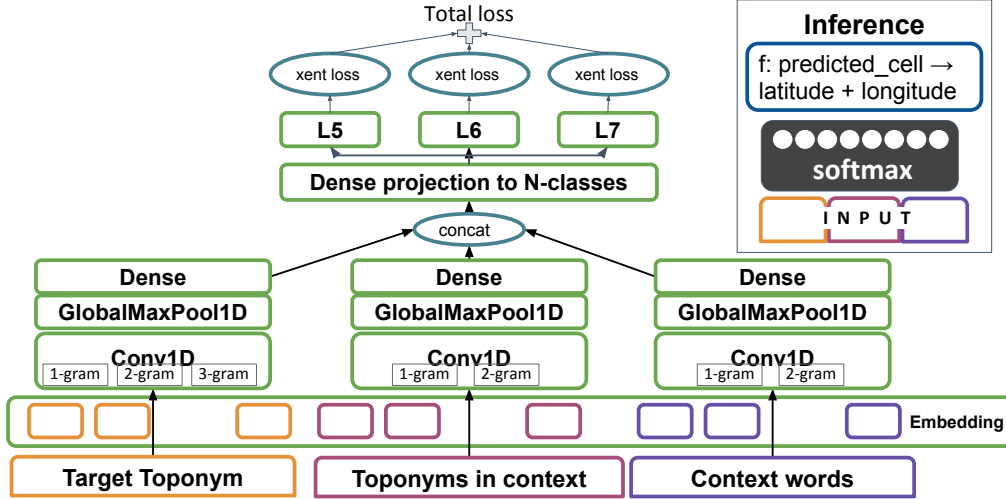 Total loss
xent loss
xent loss
xent loss
L5
L6
L7
Dense projection to N-classes
concat
Dense
Dense
Dense
GlobalMaxPool1D
GlobalMaxPool1D
GlobalMaxPool1D
Conv1D
Conv1D
Conv1D
1-gram
2-gram
3-gram
1-gram
2-gram
1-gram
2-gram
Embedding
Target Toponym
Toponyms in context
Context words
Inference
f: predicted_cell →
latitude + longitude
softmax
I N P U T